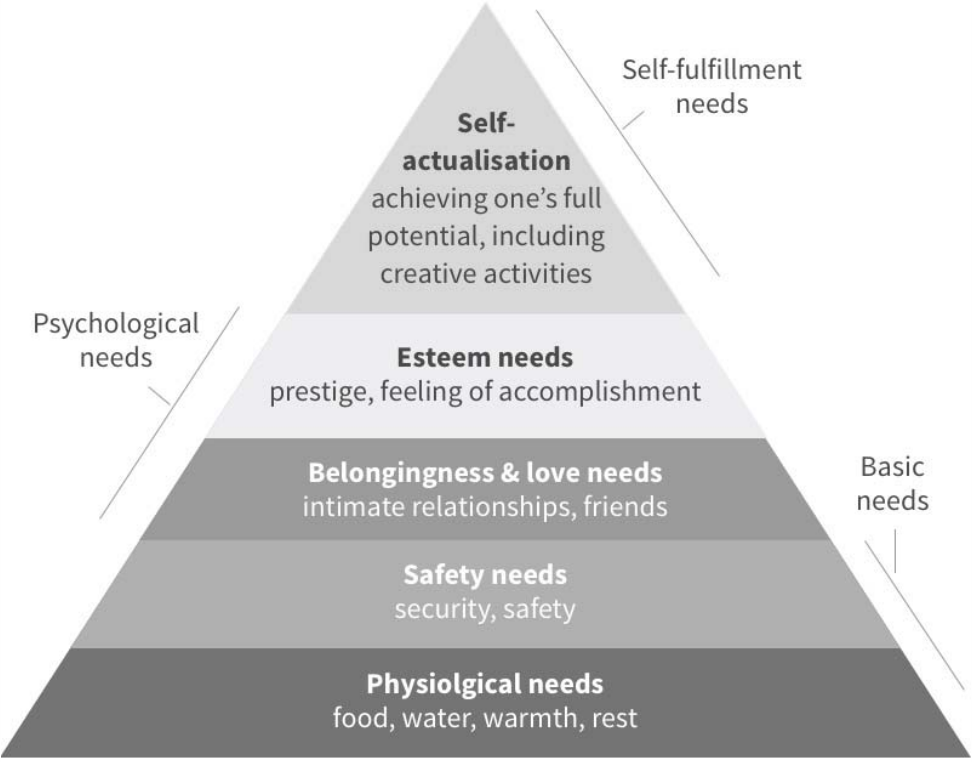 Self-fulfillment
needs
Self-
actualisation
achieving one’s full
potential, including
creative activities
Psychological
needs
Esteem needs
prestige, feeling of accomplishment
Belongingness & love needs
intimate relationships, friends
Basic
needs
Safety needs
security, safety
Physiolgical needs
food, water, warmth, rest